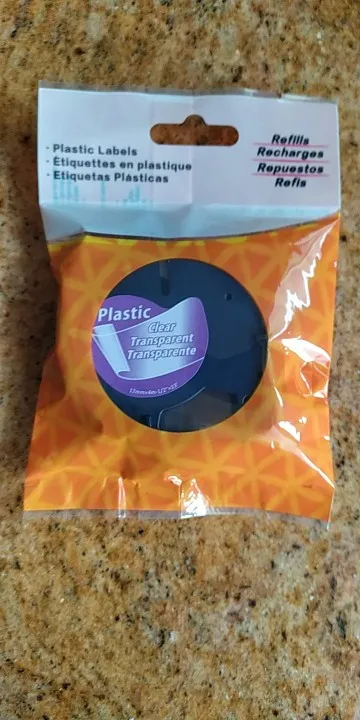 · Plastic Labels
· Étiquettes en plastique
· Etiquetas Plásticas
Refills
Recharges
Repuestos
Refis
Plastic
Clear
Transparent
Transparente